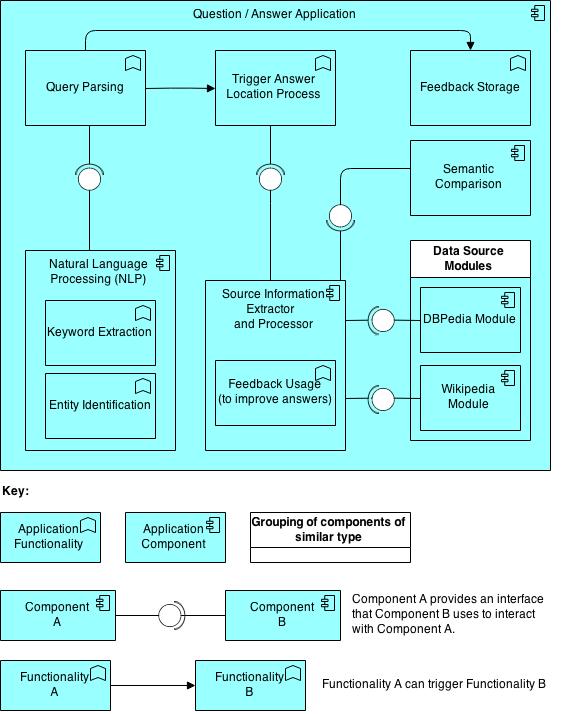 Question / Answer Application
Query Parsing
Trigger Answer
Location Process
Feedback Storage
Semantic
Comparison
Natural Language
Processing (NLP)
Keyword Extraction
Entity Identification
Source Information
Extractor
and Processor
Feedback Usage
(to improve answers)
Data Source
Modules
DBPedia Module
Wikipedia
Module
Key:
Application
Functionality
Application
Component
Grouping of components of
similar type
Component
A
Component
B
Component A provides an interface
that Component B uses to interact
with Component A.
Functionality
A
Functionality
B
Functionality A can trigger Functionality B